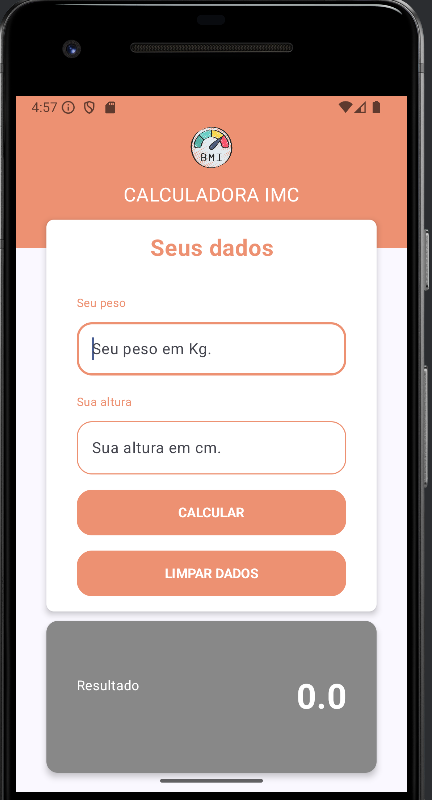 4:57
BMI
CALCULADORA IMC
Seus dados
Seu peso
Seu peso em Kg.
Sua altura
Sua altura em cm.
CALCULAR
LIMPAR DADOS
Resultado
0.0